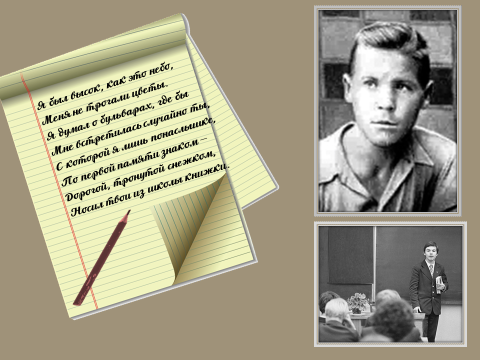 Я был высок, как это небо,
Меня не трогали цветы.
Я думал о бульварах, где бы
Мне встретилась случайно ты,
С которой я лишь понаслышке,
По первой памяти знаком –
Дорогой, тронутой снежком,
Носил твои из школы книжки.